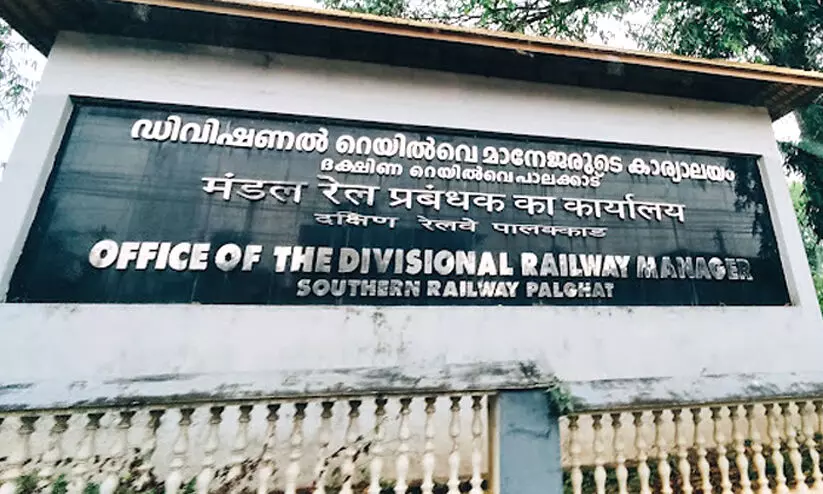 ഡിവിഷണൽ റെയിൽവെ മാനേജരുടെ കാര്യാലയം
ദക്ഷിണ റെയിൽവെ പാലക്കാട്
मंडल रेल प्रबंधक का कार्यालय
दक्षिण रेलवे पालक्काड
OFFICE OF THE DIVISIONAL RAILWAY MANAGER
SOUTHERN RAILWAY PALGHAT